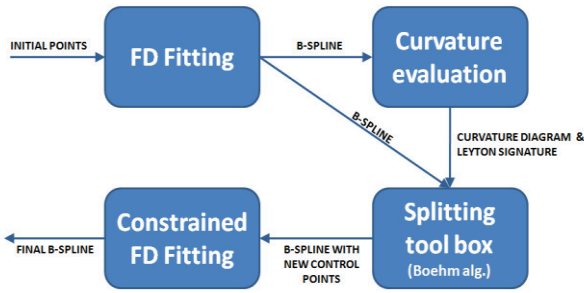 INITIAL POINTS
FD Fitting
B-SPLINE
Curvature
evaluation
B-SPLINE
CURVATURE DIAGRAM &
LEYTON SIGNATURE
Splitting
tool box
(Boehm alg.)
B-SPLINE WITH
NEW CONTROL
POINTS
Constrained
FD Fitting
FINAL B-SPLINE